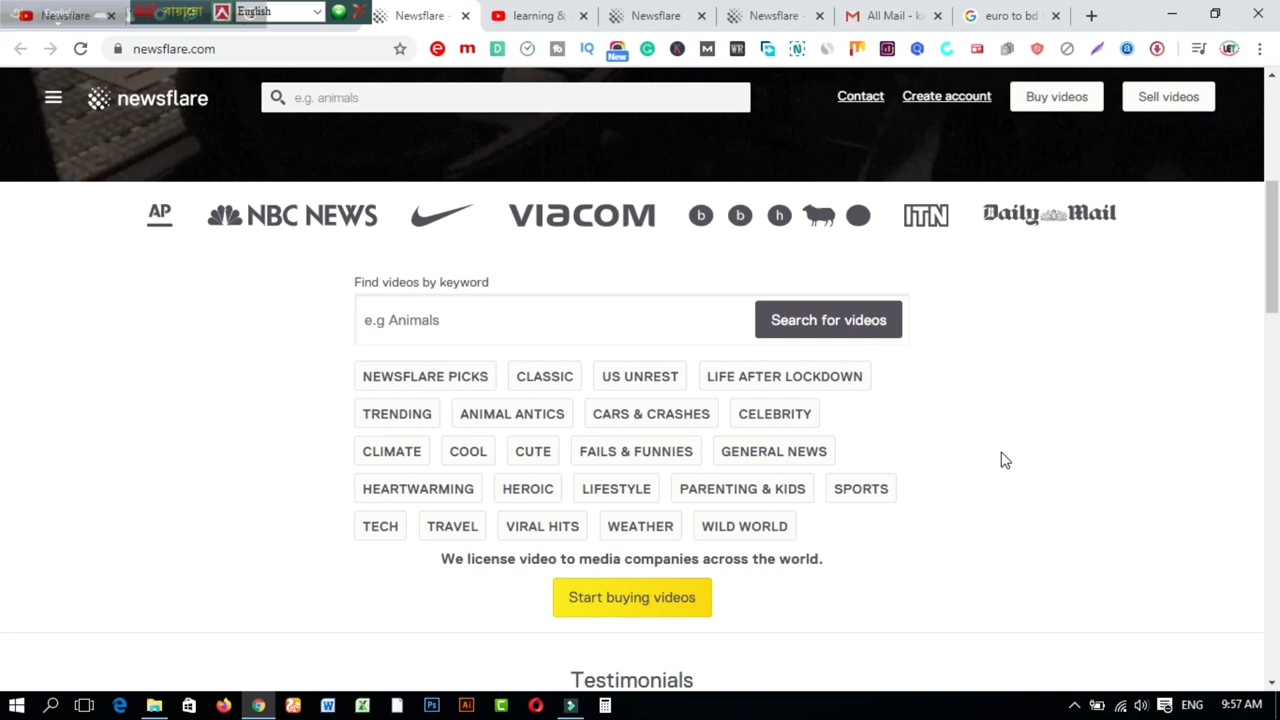 Newsflare
বায়ান্নো
English
Newsflare -
learning &
Newsflare
Newsflare -
All Mail - ka
euro to bd
newsflare.com
New
newsflare
e.g. animals
Contact
Create account
Buy videos
Sell videos
AP
NBC NEWS
VIACOM
b b h
ITN
Daily Mail
Find videos by keyword
e.g Animals
Search for videos
NEWSFLARE PICKS CLASSIC US UNREST LIFE AFTER LOCKDOWN
TRENDING ANIMAL ANTICS CARS & CRASHES CELEBRITY
CLIMATE COOL CUTE FAILS & FUNNIES GENERAL NEWS
HEARTWARMING HEROIC LIFESTYLE PARENTING & KIDS SPORTS
TECH TRAVEL VIRAL HITS WEATHER WILD WORLD
We license video to media companies across the world.
Start buying videos
Testimonials
ENG 9:57 AM